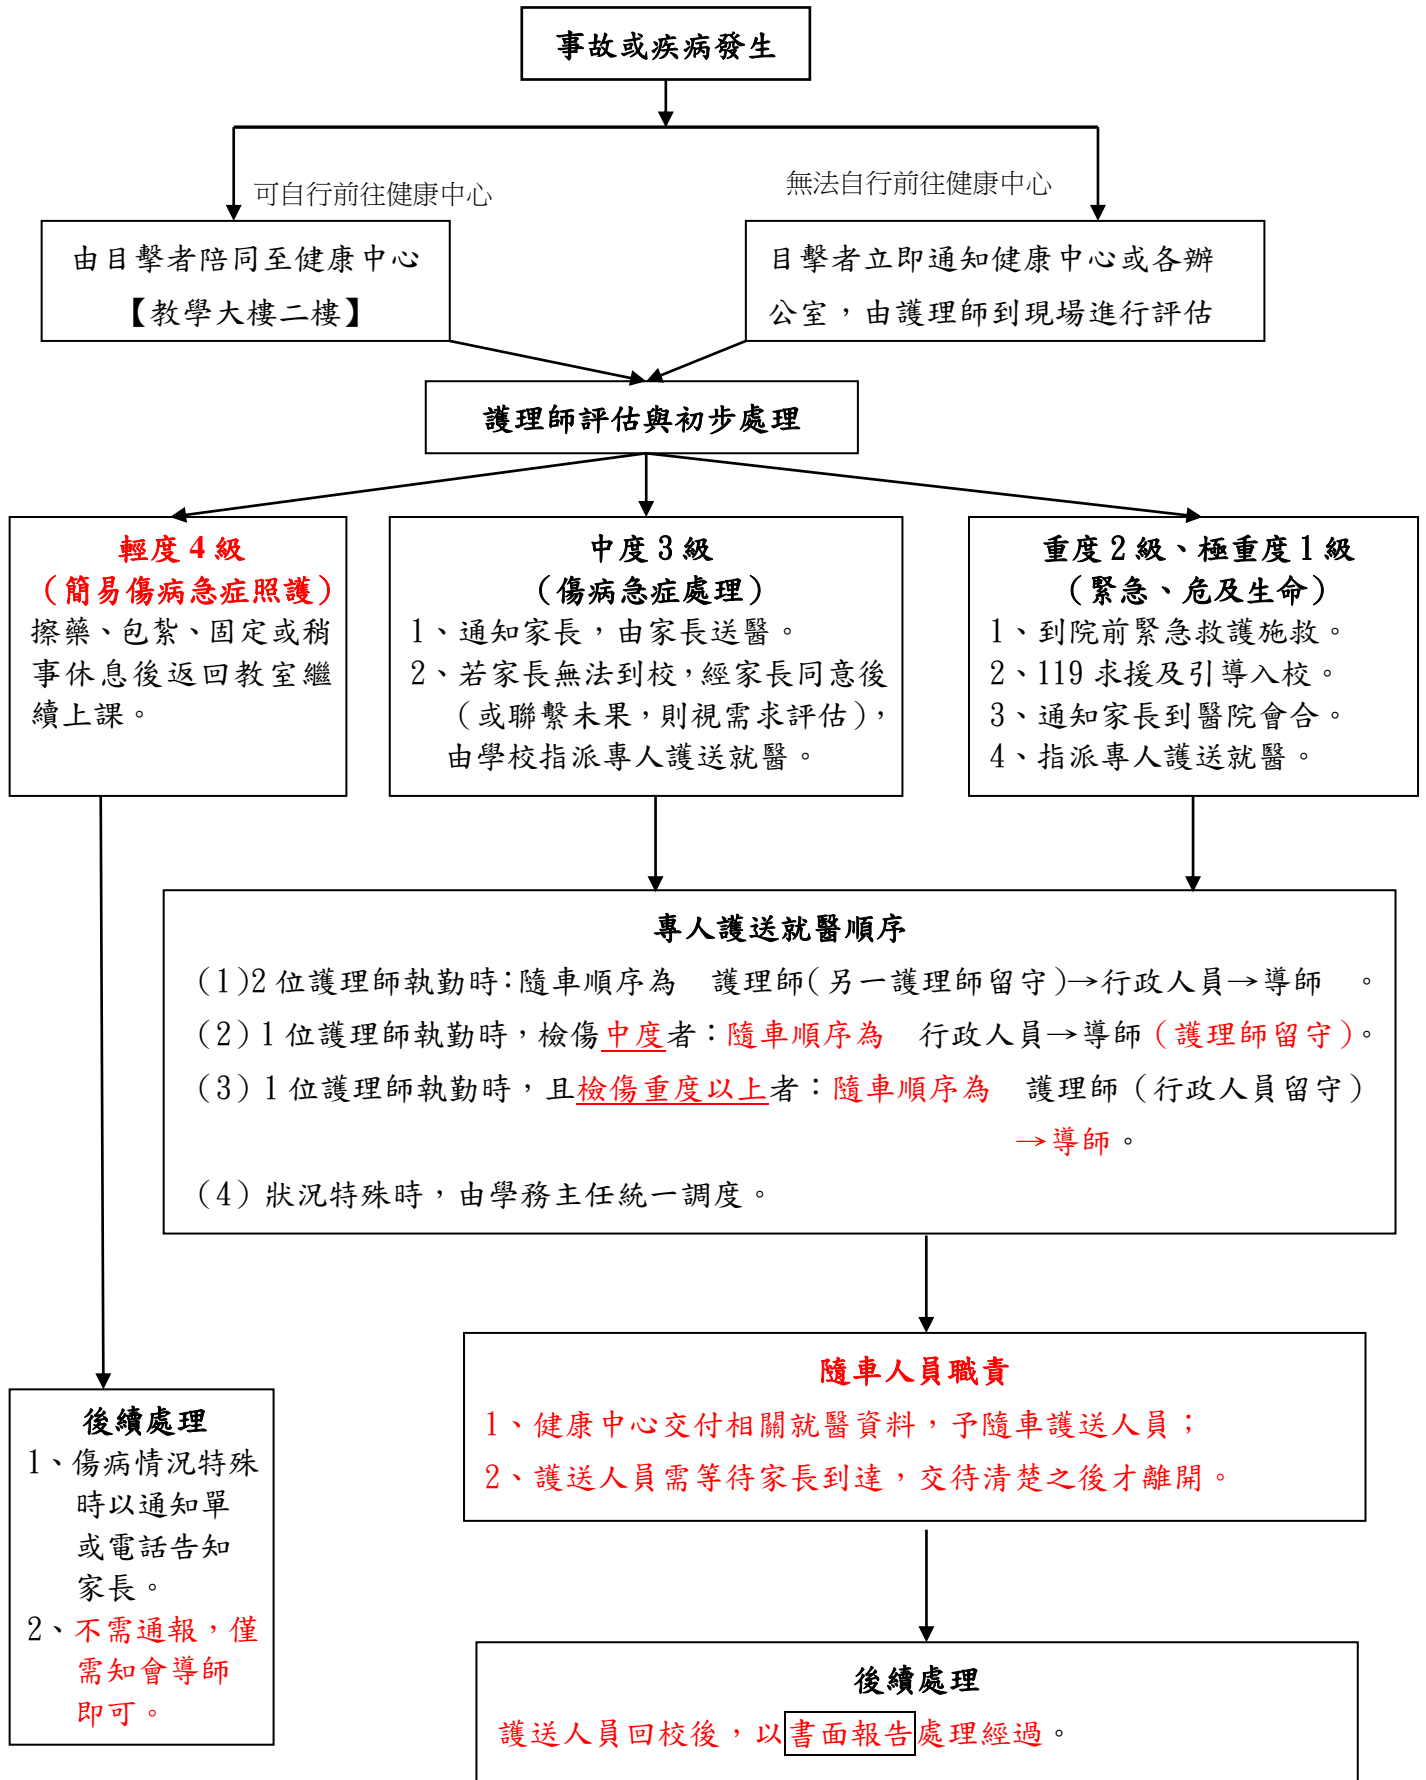 事故或疾病發生
可自行前往健康中心
無法自行前往健康中心
由目擊者陪同至健康中心
【教學大樓二樓】
目擊者立即通知健康中心或各辦
公室，由護理師到現場進行評估
護理師評估與初步處理
輕度 4 級
（簡易傷病急症照護）
擦藥、包紮、固定或稍
事休息後返回教室繼
續上課。
中度 3 級
（傷病急症處理）
1、通知家長，由家長送醫。
2、若家長無法到校，經家長同意後
（或聯繫未果，則視需求評估），
由學校指派專人護送就醫。
重度 2 級、極重度 1 級
（緊急、危及生命）
1、到院前緊急救護施救。
2、119 求援及引導入校。
3、通知家長到醫院會合。
4、指派專人護送就醫。
專人護送就醫順序
(1)2 位護理師執勤時：隨車順序為　護理師（另一護理師留守）→行政人員→導師　。
(2) 1 位護理師執勤時，檢傷中度者：隨車順序為　行政人員→導師（護理師留守）。
(3) 1 位護理師執勤時，且檢傷重度以上者：隨車順序為　護理師（行政人員留守）
→導師。
(4) 狀況特殊時，由學務主任統一調度。
隨車人員職責
1、健康中心交付相關就醫資料，予隨車護送人員；
2、護送人員需等待家長到達，交待清楚之後才離開。
後續處理
1、傷病情況特殊
時以通知單
或電話告知
家長。
2、不需通報，僅
需知會導師
即可。
後續處理
護送人員回校後，以書面報告處理經過。